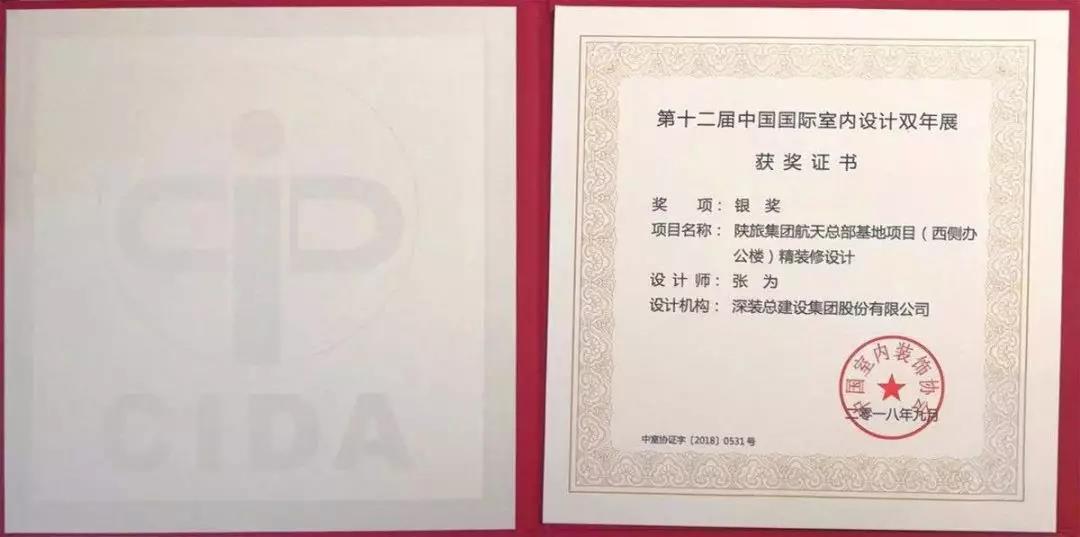 CIDA
第十二届中国国际室内设计双年展
获奖证书
奖 项：银 奖
项目名称：陕旅集团航天总部基地项目（西侧办
公楼）精装修设计
设 计 师：张 为
设计机构：深装总建设集团股份有限公司
中国室内装饰协会
二零一八年九月
中室协证字〔2018〕0531号